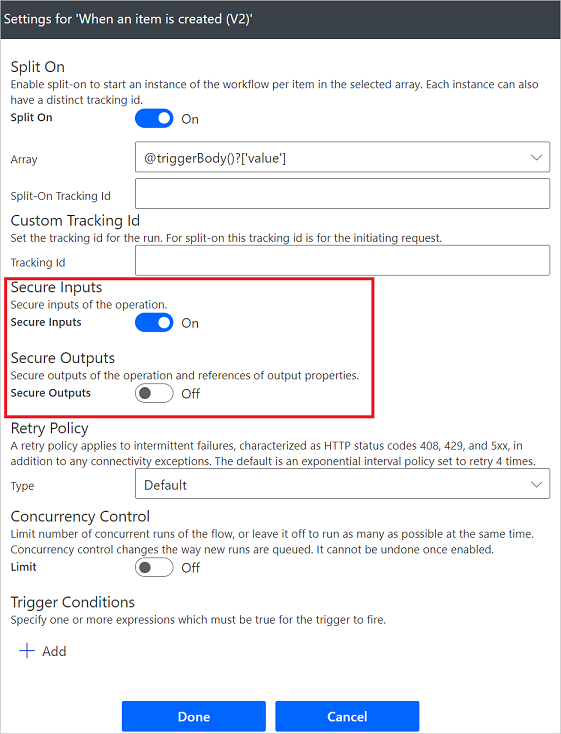 Settings for 'When an item is created (V2)'
Split On
Enable split-on to start an instance of the workflow per item in the selected array. Each instance can also
have a distinct tracking id.
Split On On
Array @triggerBody()?['value']
Split-On Tracking Id
Custom Tracking Id
Set the tracking id for the run. For split-on this tracking id is for the initiating request.
Tracking Id
Secure Inputs
Secure inputs of the operation.
Secure Inputs On
Secure Outputs
Secure outputs of the operation and references of output properties.
Secure Outputs Off
Retry Policy
A retry policy applies to intermittent failures, characterized as HTTP status codes 408, 429, and 5xx, in
addition to any connectivity exceptions. The default is an exponential interval policy set to retry 4 times.
Type Default
Concurrency Control
Limit number of concurrent runs of the flow, or leave it off to run as many as possible at the same time.
Concurrency control changes the way new runs are queued. It cannot be undone once enabled.
Limit Off
Trigger Conditions
Specify one or more expressions which must be true for the trigger to fire.
Add
Done Cancel